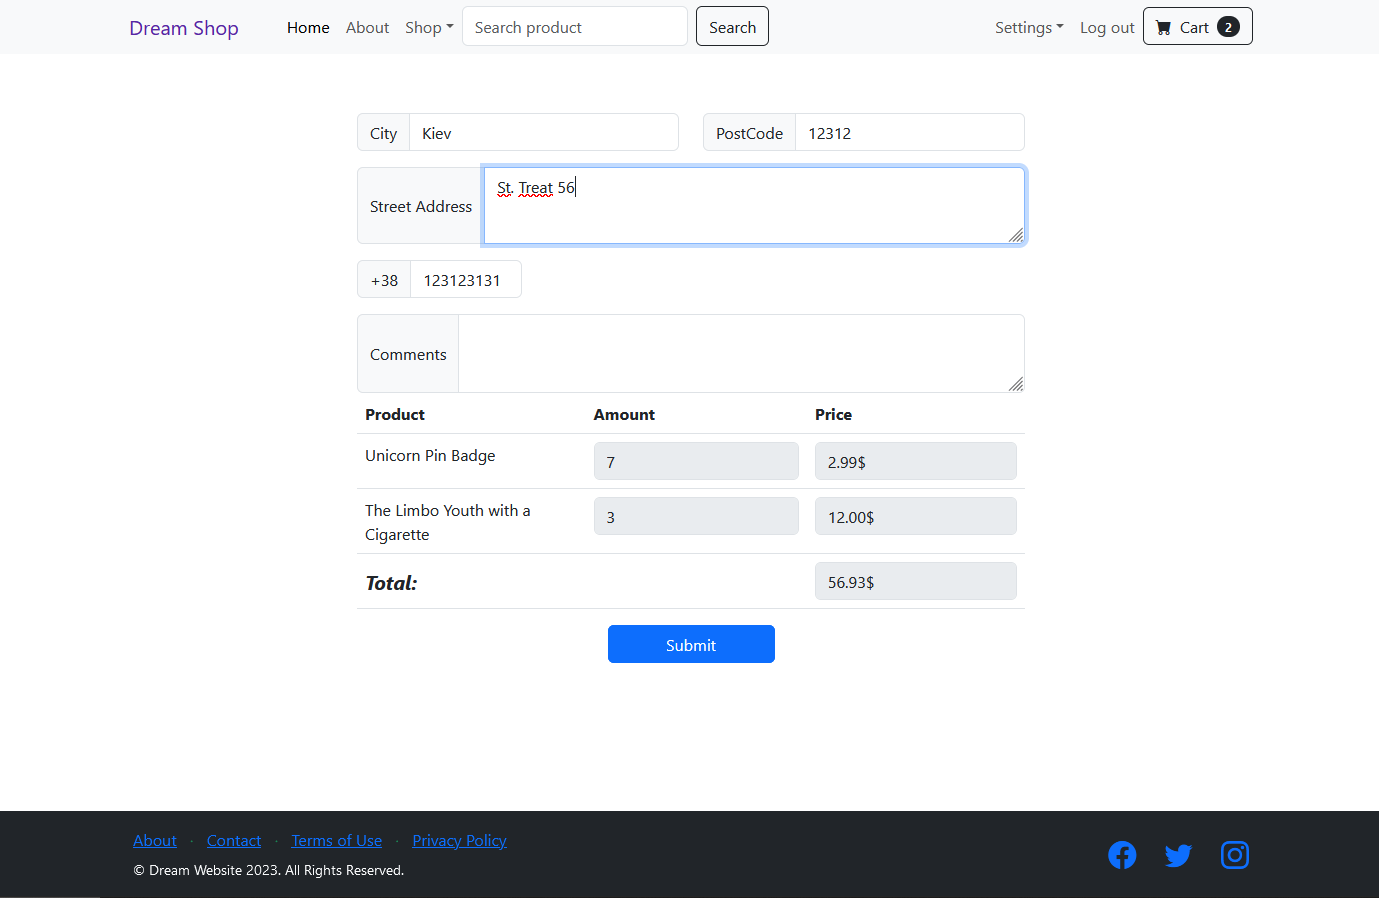 Dream Shop Home About Shop Search product Search Settings Log out Cart 2
City Kiev PostCode 12312
Street Address St. Treat 56
+38 123123131
Comments
Product Amount Price
Unicorn Pin Badge 7 2.99$
The Limbo Youth with a
Cigarette 3 12.00$
Total: 56.93$
Submit
About · Contact · Terms of Use · Privacy Policy
© Dream Website 2023. All Rights Reserved.